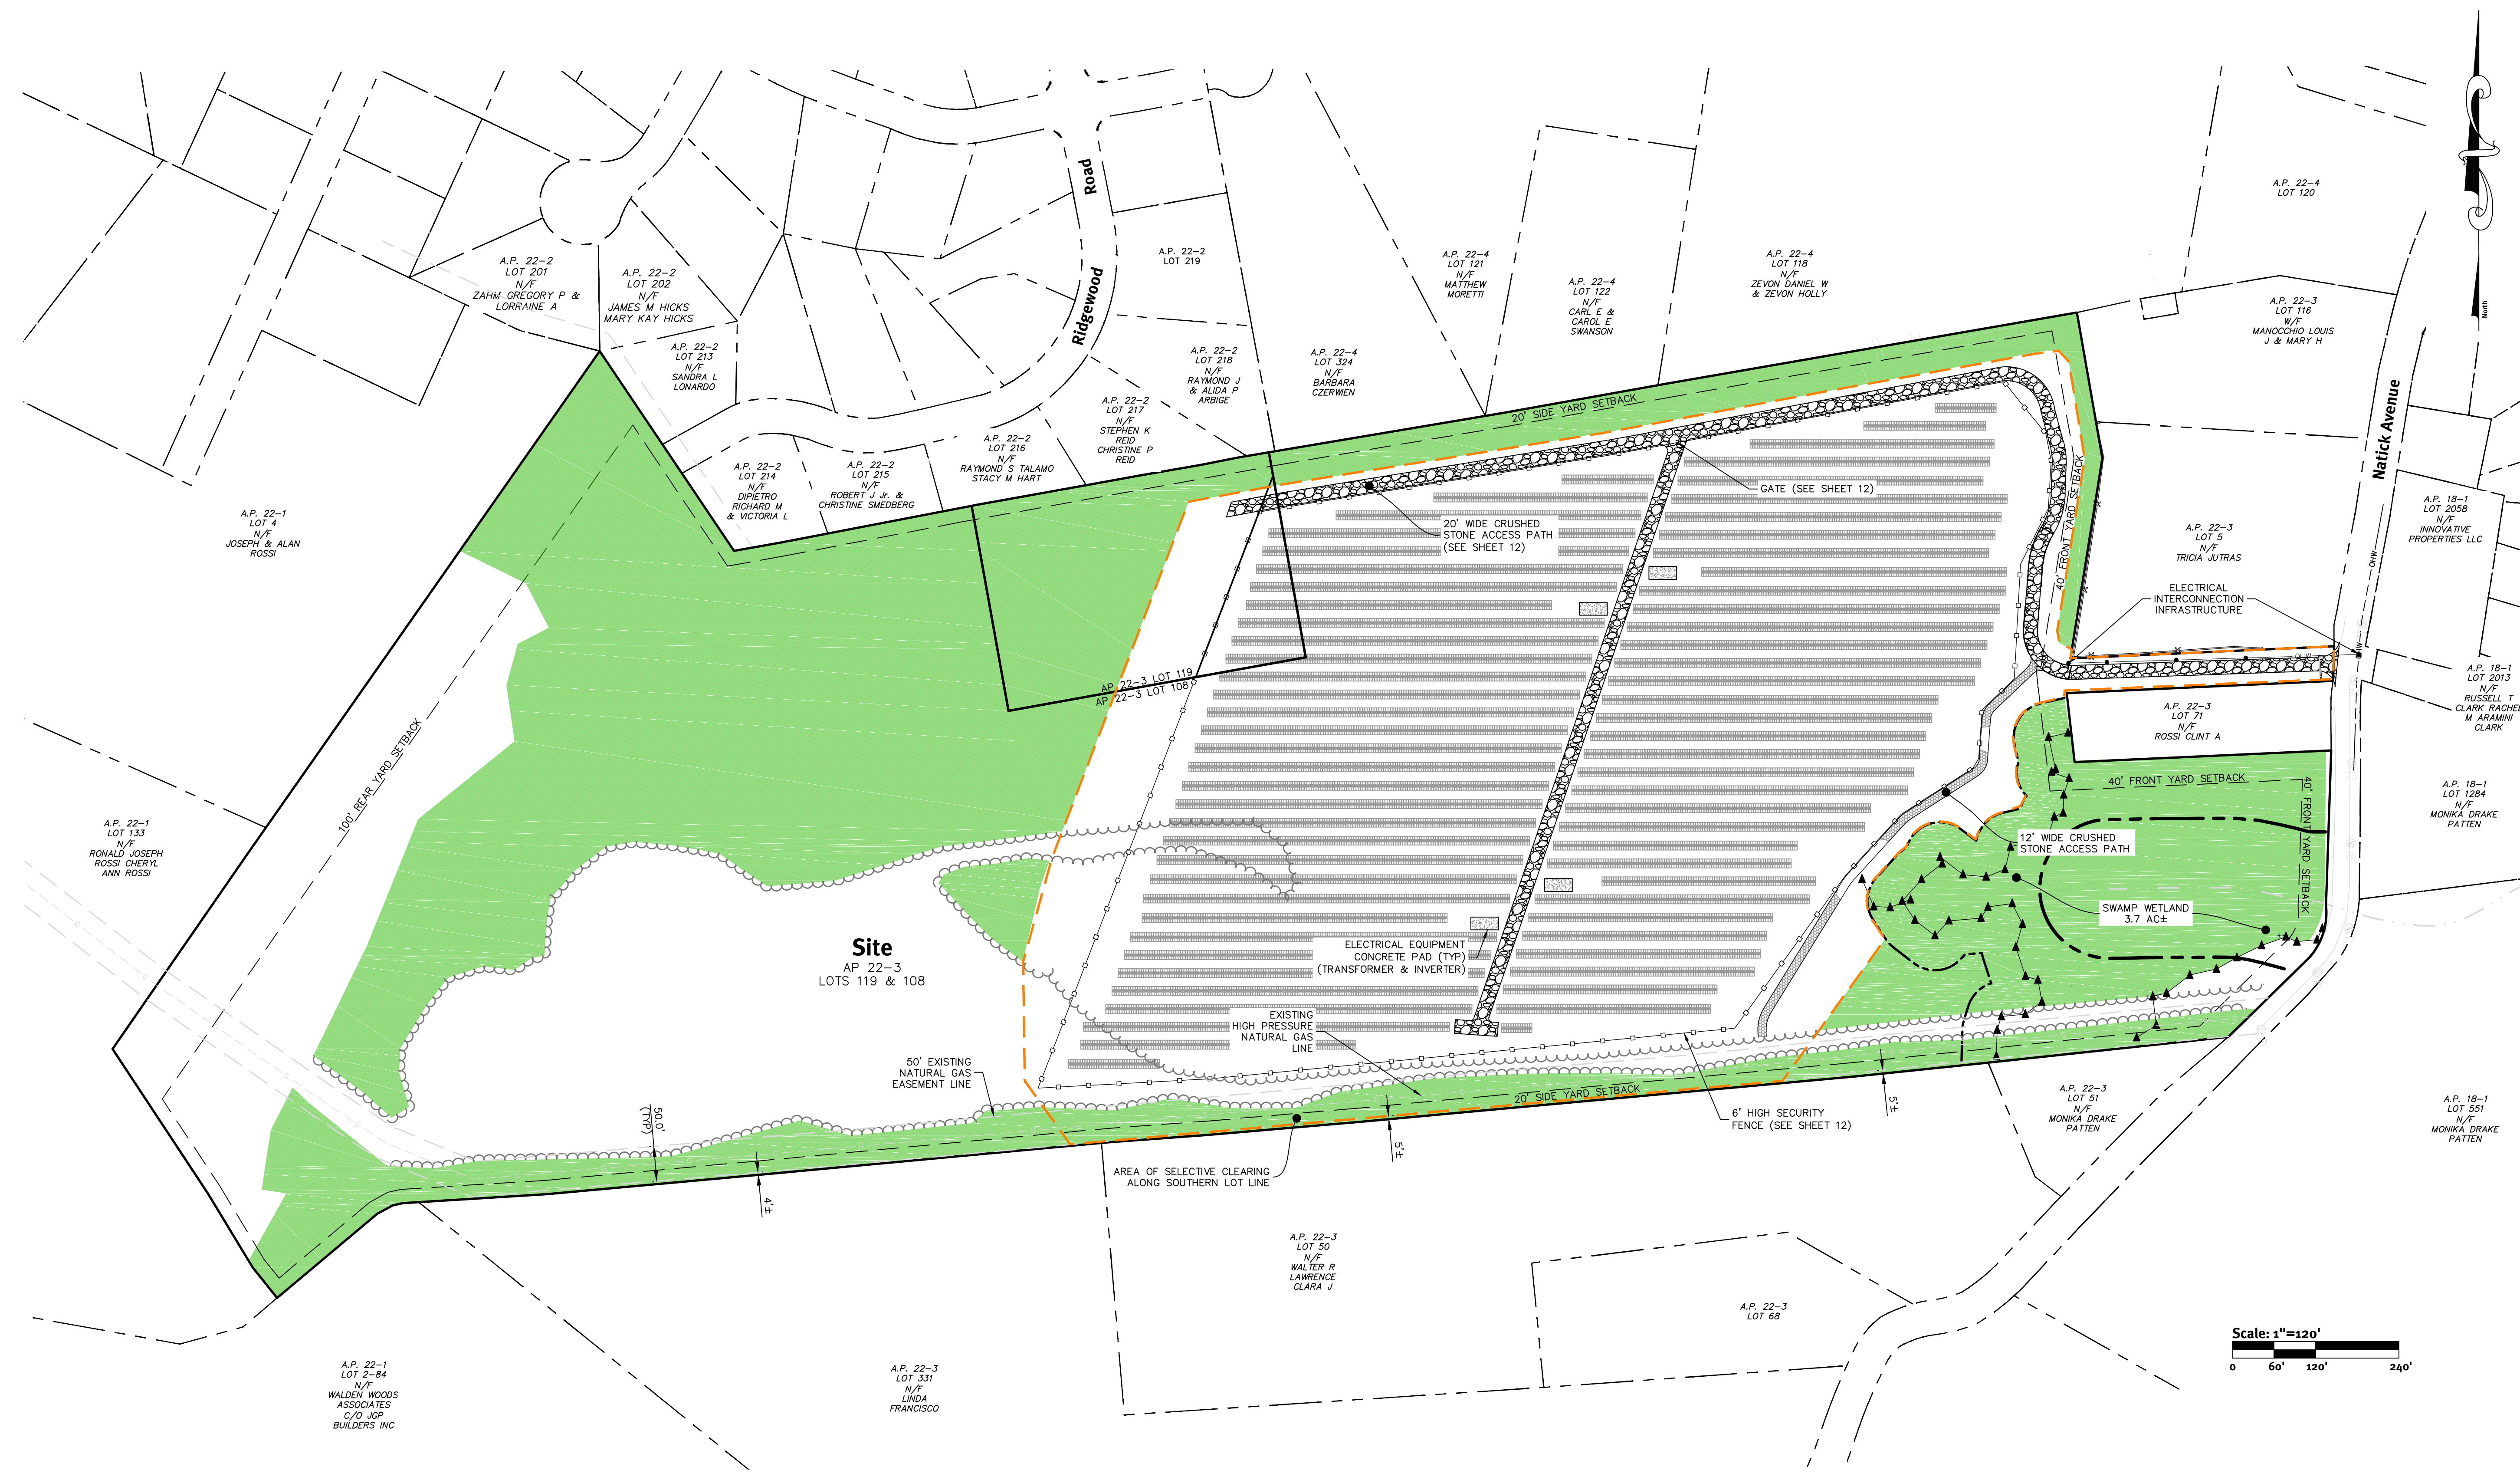 A.P. 22-4
LOT 120
Road
Ridgewood
A.P. 22-2
LOT 219
A.P. 22-2
LOT 201
N/F
ZAHM GREGORY P &
LORRAINE A
A.P. 22-2
LOT 202
N/F
JAMES M HICKS
MARY KAY HICKS
A.P. 22-4
LOT 121
N/F
MATTHEW
MORETTI
A.P. 22-4
LOT 122
N/F
CARL E &
CAROL E
SWANSON
A.P. 22-4
LOT 118
N/F
ZEVON DANIEL W
& ZEVON HOLLY
A.P. 22-3
LOT 116
W/F
MANOCCHIO LOUIS
J & MARY H
North
A.P. 22-2
LOT 213
N/F
SANDRA L
LONARDO
A.P. 22-2
LOT 218
N/F
RAYMOND J
& ALIDA P
ARBIGE
A.P. 22-4
LOT 324
N/F
BARBARA
CZERWIEN
A.P. 22-2
LOT 217
N/F
STEPHEN K
REID
CHRISTINE P
REID
A.P. 22-2
LOT 216
N/F
RAYMOND S TALAMO
STACY M HART
A.P. 22-2
LOT 214
N/F
DIPIETRO
RICHARD M
& VICTORIA L
A.P. 22-2
LOT 215
N/F
ROBERT J Jr. &
CHRISTINE SMEDBERG
20' SIDE YARD SETBACK
Natick Avenue
GATE (SEE SHEET 12)
20' WIDE CRUSHED
STONE ACCESS PATH
(SEE SHEET 12)
40' FRONT YARD SETBACK
A.P. 22-3
LOT 5
N/F
TRICIA JUTRAS
A.P. 18-1
LOT 2058
N/F
INNOVATIVE
PROPERTIES LLC
OHW
A.P. 22-1
LOT 4
N/F
JOSEPH & ALAN
ROSSI
ELECTRICAL
INTERCONNECTION
INFRASTRUCTURE
OHW
OHW
A.P. 18-1
LOT 2013
N/F
RUSSELL T
CLARK RACHEL
M ARAMINI
CLARK
AP 22-3 LOT 119
AP 22-3 LOT 108
A.P. 22-3
LOT 71
N/F
ROSSI CLINT A
100' REAR YARD SETBACK
40' FRONT YARD SETBACK
40' FRONT YARD SETBACK
A.P. 18-1
LOT 1284
N/F
MONIKA DRAKE
PATTEN
A.P. 22-1
LOT 133
N/F
RONALD JOSEPH
ROSSI CHERYL
ANN ROSSI
12' WIDE CRUSHED
STONE ACCESS PATH
SWAMP WETLAND
3.7 AC±
Site
AP 22-3
LOTS 119 & 108
ELECTRICAL EQUIPMENT
CONCRETE PAD (TYP)
(TRANSFORMER & INVERTER)
EXISTING
HIGH PRESSURE
NATURAL GAS
LINE
50' EXISTING
NATURAL GAS
EASEMENT LINE
20' SIDE YARD SETBACK
6' HIGH SECURITY
FENCE (SEE SHEET 12)
5'±
5'±
50.0'
(TYP)
4'±
AREA OF SELECTIVE CLEARING
ALONG SOUTHERN LOT LINE
A.P. 22-3
LOT 51
N/F
MONIKA DRAKE
PATTEN
A.P. 18-1
LOT 551
N/F
MONIKA DRAKE
PATTEN
A.P. 22-3
LOT 50
N/F
WALTER R
LAWRENCE
CLARA J
A.P. 22-3
LOT 68
A.P. 22-1
LOT 2-84
N/F
WALDEN WOODS
ASSOCIATES
C/O JGP
BUILDERS INC
A.P. 22-3
LOT 331
N/F
LINDA
FRANCISCO
Scale: 1"=120'
0 60' 120' 240'